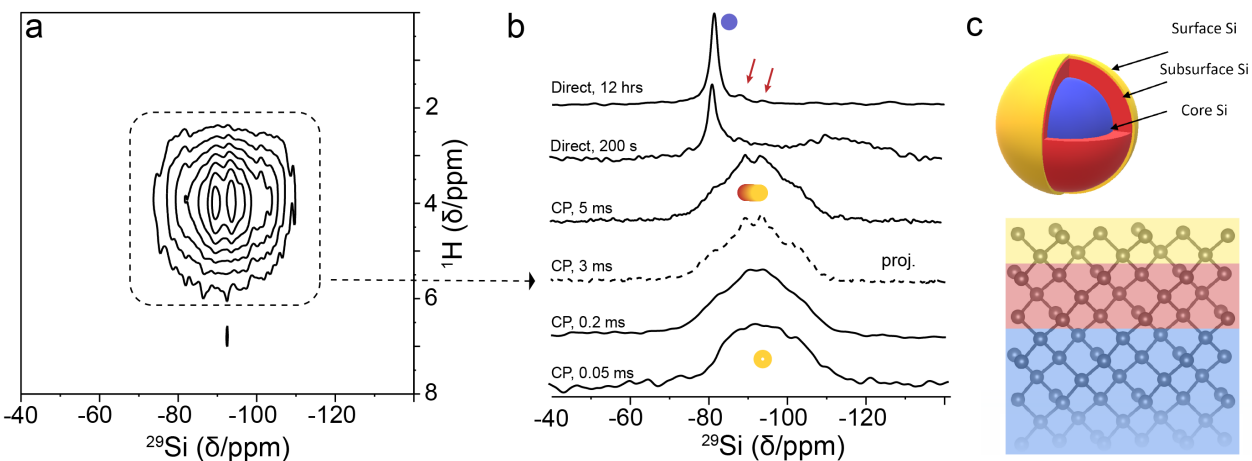 a
2
4
6
8
¹H (δ/ppm)
-40
-60
-80
-100
-120
²⁹Si (δ/ppm)
b
Direct, 12 hrs
Direct, 200 s
CP, 5 ms
CP, 3 ms
proj.
CP, 0.2 ms
CP, 0.05 ms
-40
-60
-80
-100
-120
²⁹Si (δ/ppm)
c
Surface Si
Subsurface Si
Core Si